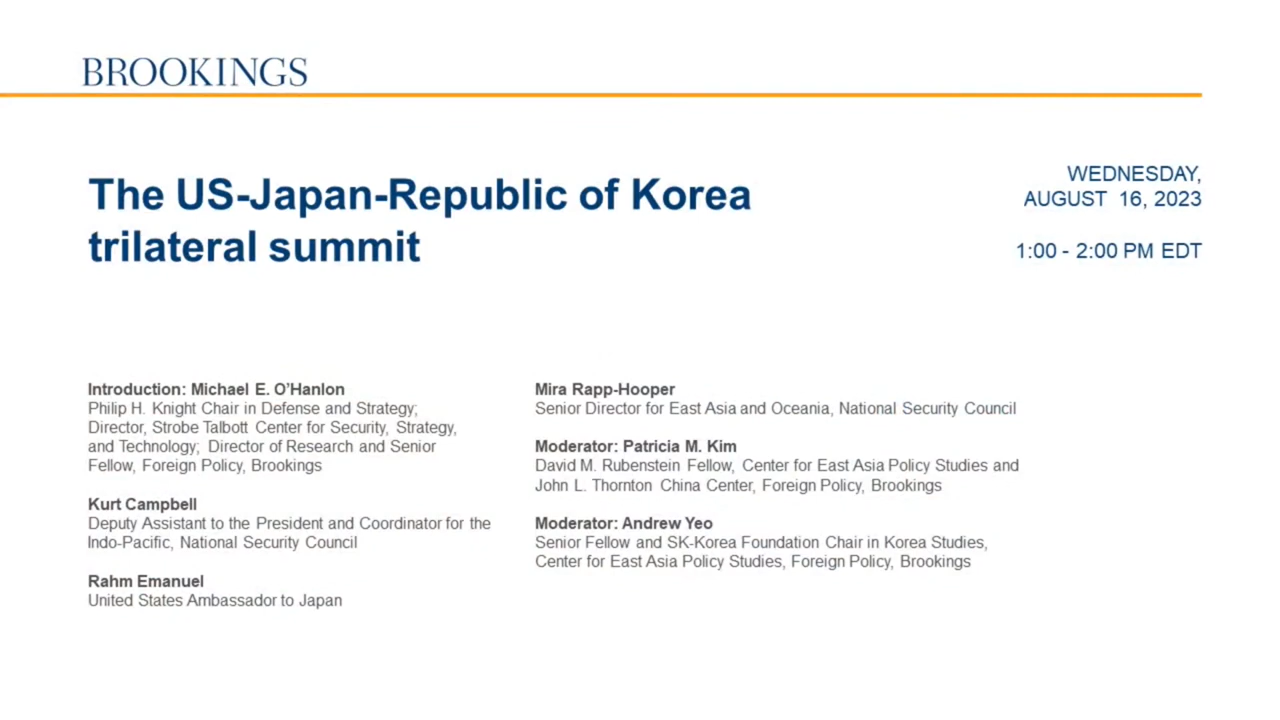 BROOKINGS
The US-Japan-Republic of Korea
trilateral summit
WEDNESDAY,
AUGUST 16, 2023
1:00 - 2:00 PM EDT
Introduction: Michael E. O’Hanlon
Philip H. Knight Chair in Defense and Strategy;
Director, Strobe Talbott Center for Security, Strategy,
and Technology; Director of Research and Senior
Fellow, Foreign Policy, Brookings
Kurt Campbell
Deputy Assistant to the President and Coordinator for the
Indo-Pacific, National Security Council
Rahm Emanuel
United States Ambassador to Japan
Mira Rapp-Hooper
Senior Director for East Asia and Oceania, National Security Council
Moderator: Patricia M. Kim
David M. Rubenstein Fellow, Center for East Asia Policy Studies and
John L. Thornton China Center, Foreign Policy, Brookings
Moderator: Andrew Yeo
Senior Fellow and SK-Korea Foundation Chair in Korea Studies,
Center for East Asia Policy Studies, Foreign Policy, Brookings